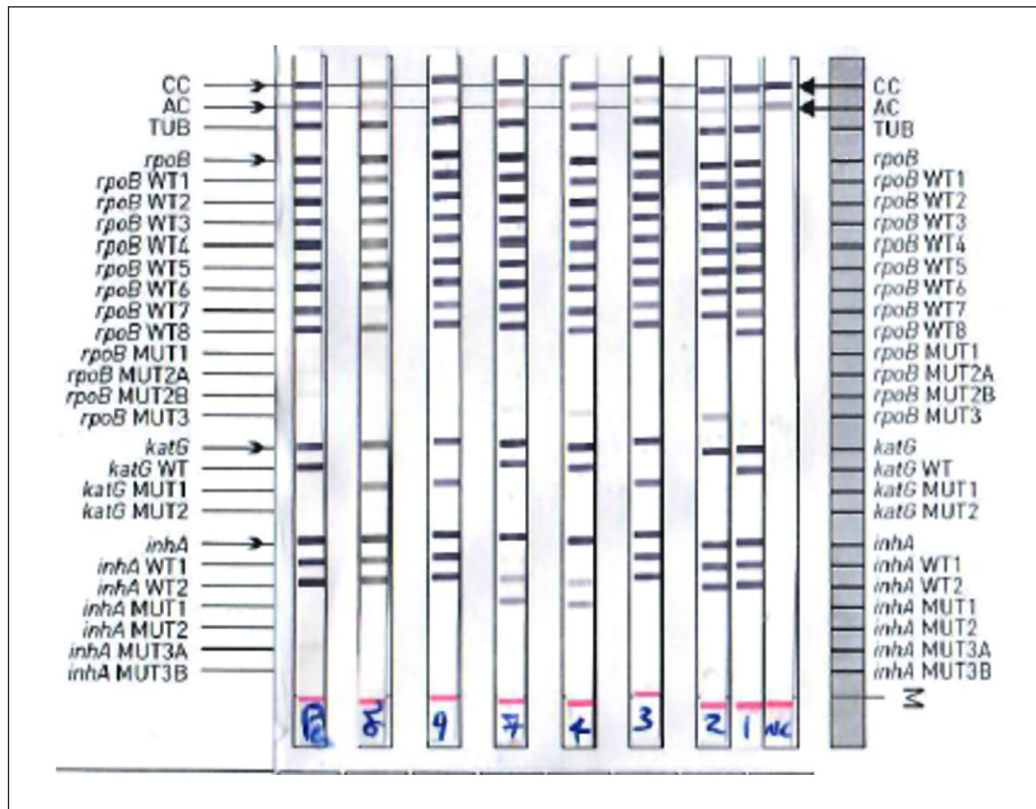 CC
AC
TUB
rpoB
rpoB WT1
rpoB WT2
rpoB WT3
rpoB WT4
rpoB WT5
rpoB WT6
rpoB WT7
rpoB WT8
rpoB MUT1
rpoB MUT2A
rpoB MUT2B
rpoB MUT3
katG
katG WT
katG MUT1
katG MUT2
inhA
inhA WT1
inhA WT2
inhA MUT1
inhA MUT2
inhA MUT3A
inhA MUT3B
8 9 7 4 3 2 1 NC
CC
AC
TUB
rpoB
rpoB WT1
rpoB WT2
rpoB WT3
rpoB WT4
rpoB WT5
rpoB WT6
rpoB WT7
rpoB WT8
rpoB MUT1
rpoB MUT2A
rpoB MUT2B
rpoB MUT3
katG
katG WT
katG MUT1
katG MUT2
inhA
inhA WT1
inhA WT2
inhA MUT1
inhA MUT2
inhA MUT3A
inhA MUT3B